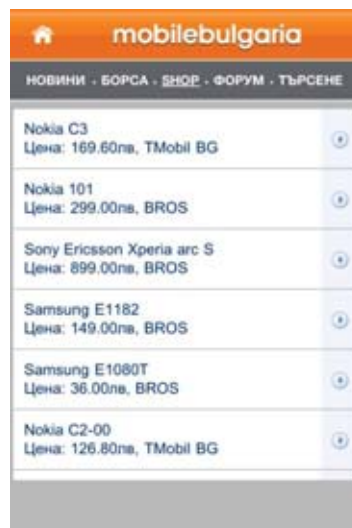 mobilebulgaria
НОВИНИ · БОРСА · SHOP · ФОРУМ · ТЪРСЕНЕ
Nokia C3
Цена: 169.60лв, TMobil BG
Nokia 101
Цена: 299.00лв, BROS
Sony Ericsson Xperia arc S
Цена: 899.00лв, BROS
Samsung E1182
Цена: 149.00лв, BROS
Samsung E1080T
Цена: 36.00лв, BROS
Nokia C2-00
Цена: 126.80лв, TMobil BG